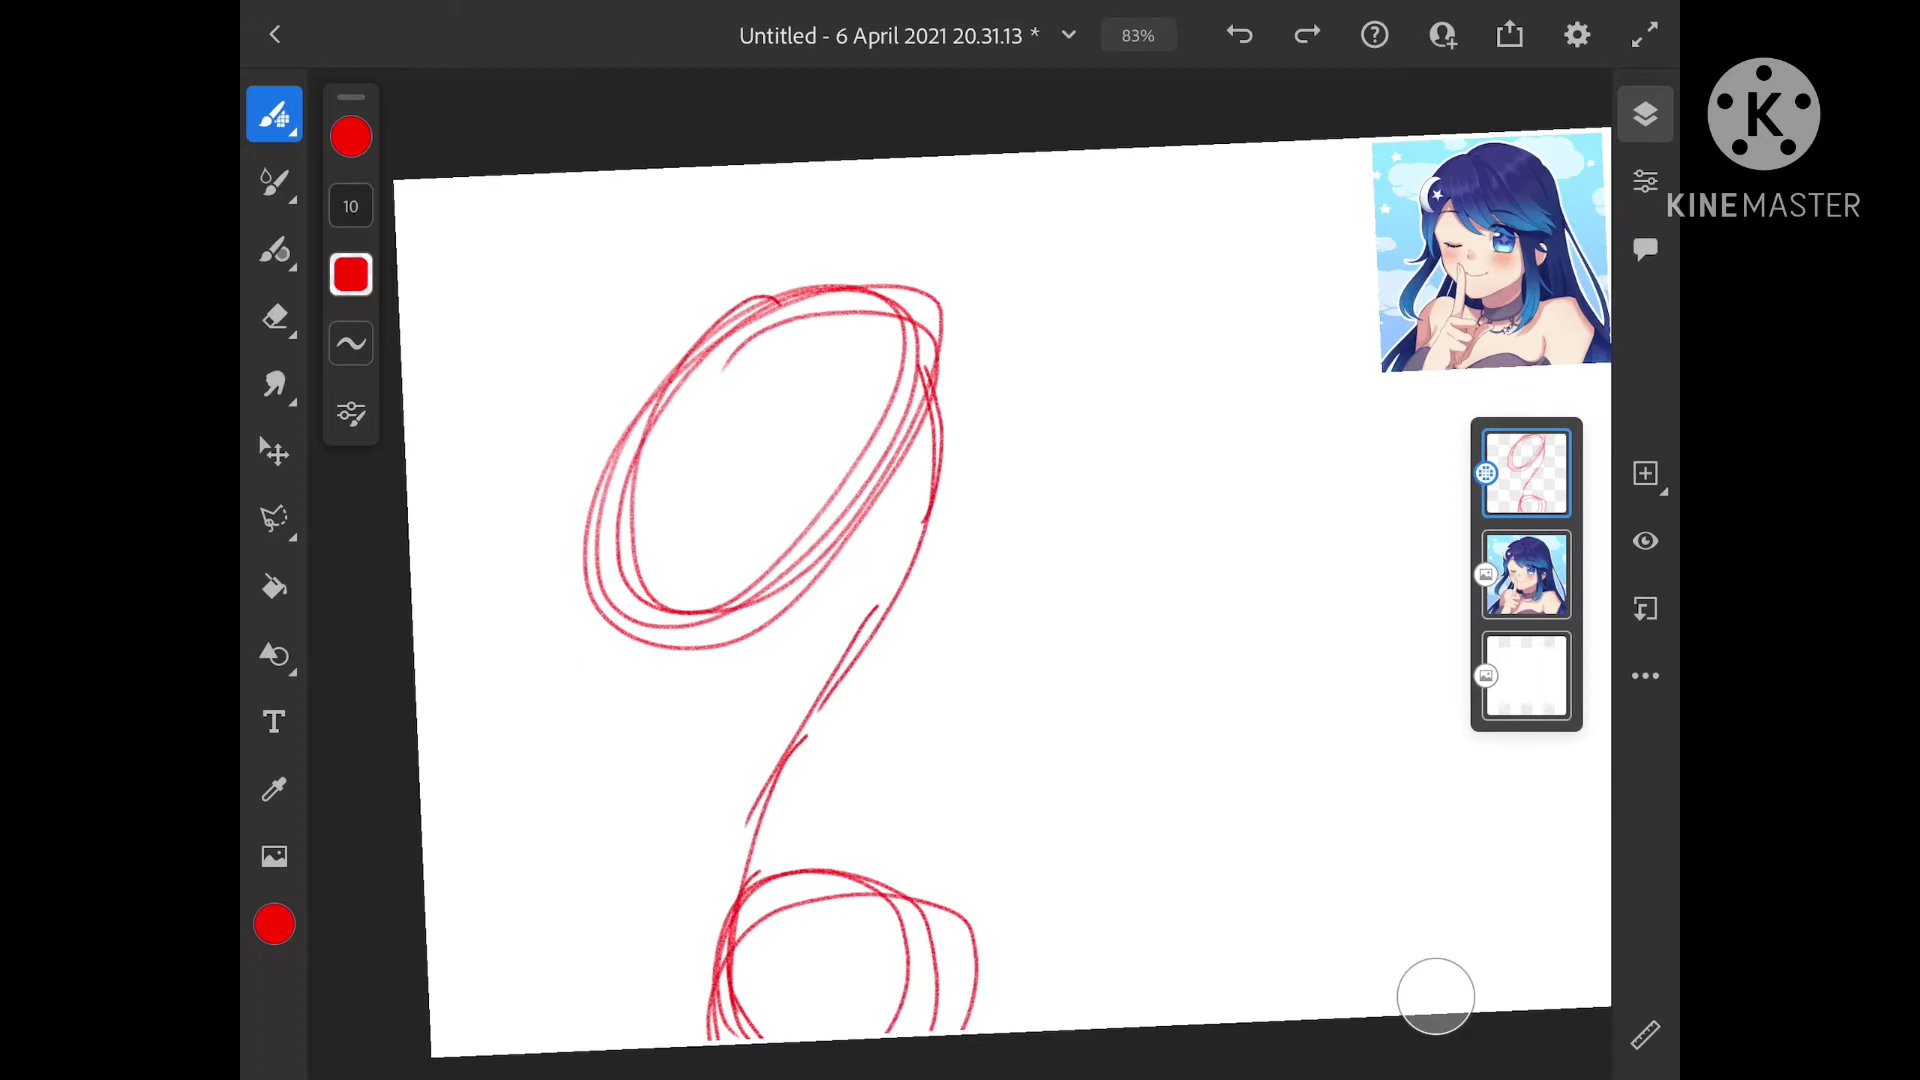 Untitled - 6 April 2021 20.31.13 *
83%
10
K
KINEMASTER
T